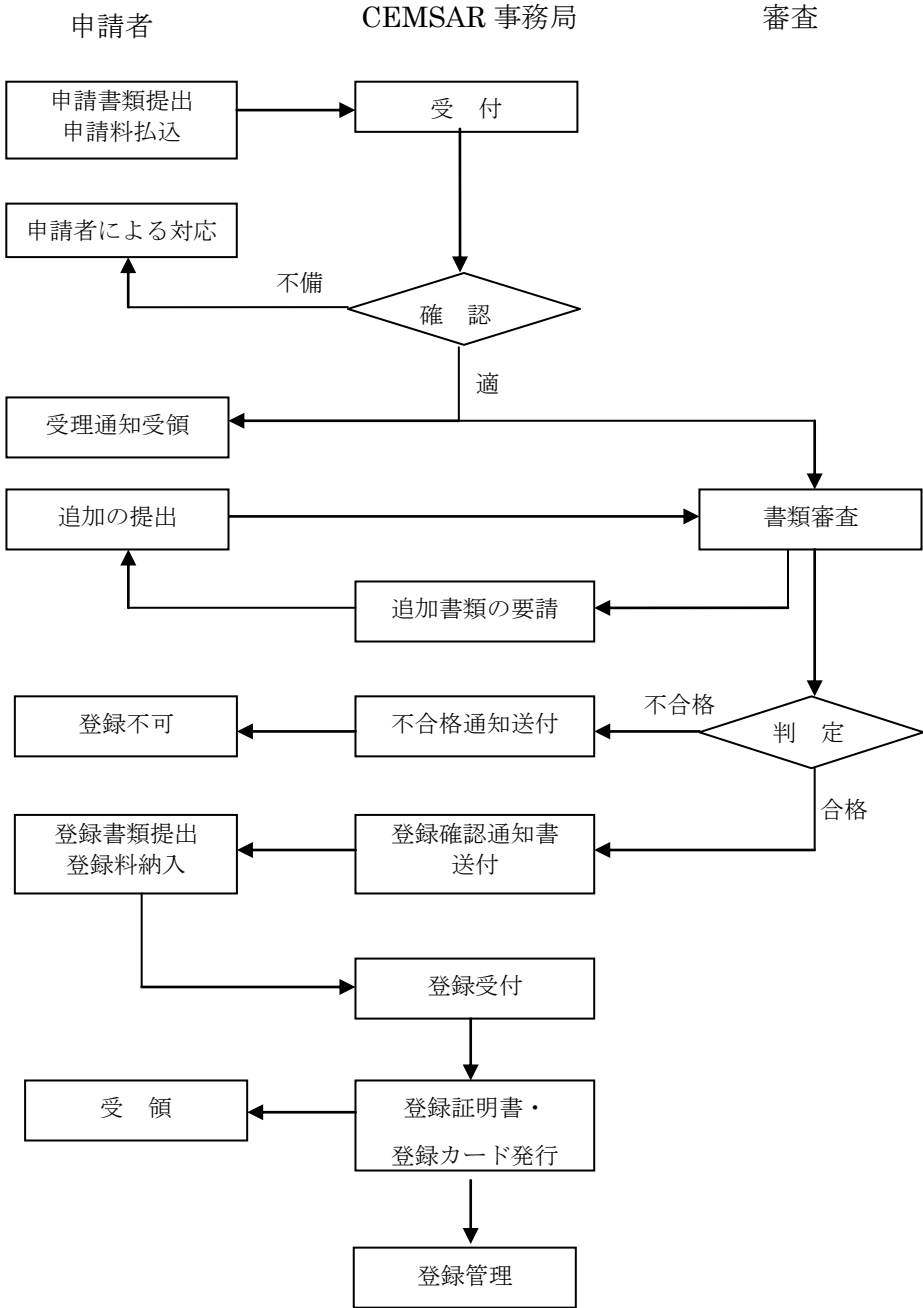 申請者
CEMSAR 事務局
審査
申請書類提出
申請料払込
受　付
申請者による対応
不備
確　認
適
受理通知受領
追加の提出
書類審査
追加書類の要請
登録不可
不合格通知送付
不合格
判　定
合格
登録書類提出
登録料納入
登録確認通知書
送付
登録受付
受　領
登録証明書・
登録カード発行
登録管理